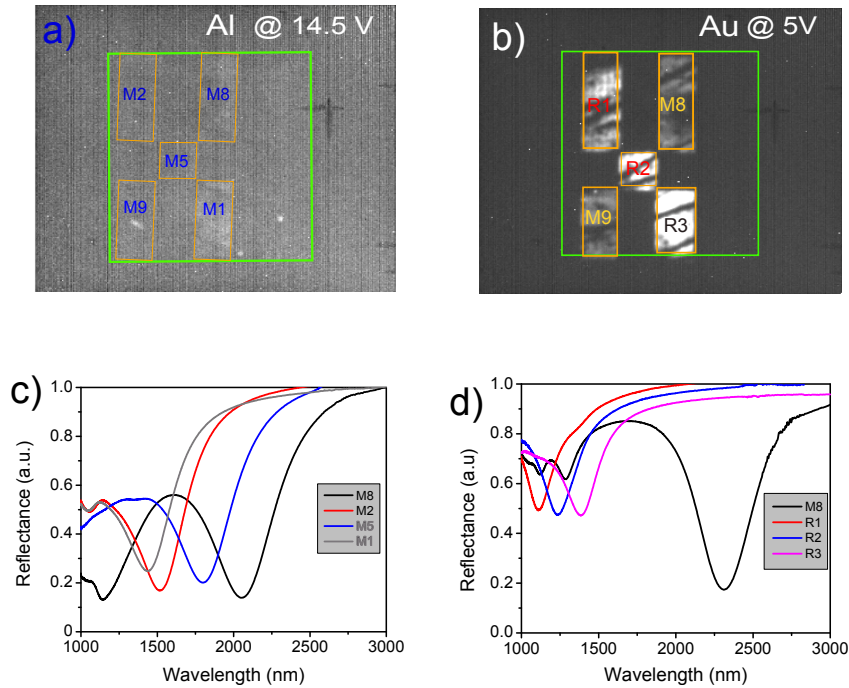 a) Al @ 14.5 V
M2 M8
M5
M9 M1
b) Au @ 5V
R1 M8
R2
M9 R3
c)
1.0
0.8
0.6
0.4
0.2
0
Reflectance (a.u.)
M8
M2
M5
M1
1000 1500 2000 2500 3000
Wavelength (nm)
d)
1.0
0.8
0.6
0.4
0.2
0.0
Reflectance (a.u)
M8
R1
R2
R3
1000 1500 2000 2500 3000
Wavelength (nm)